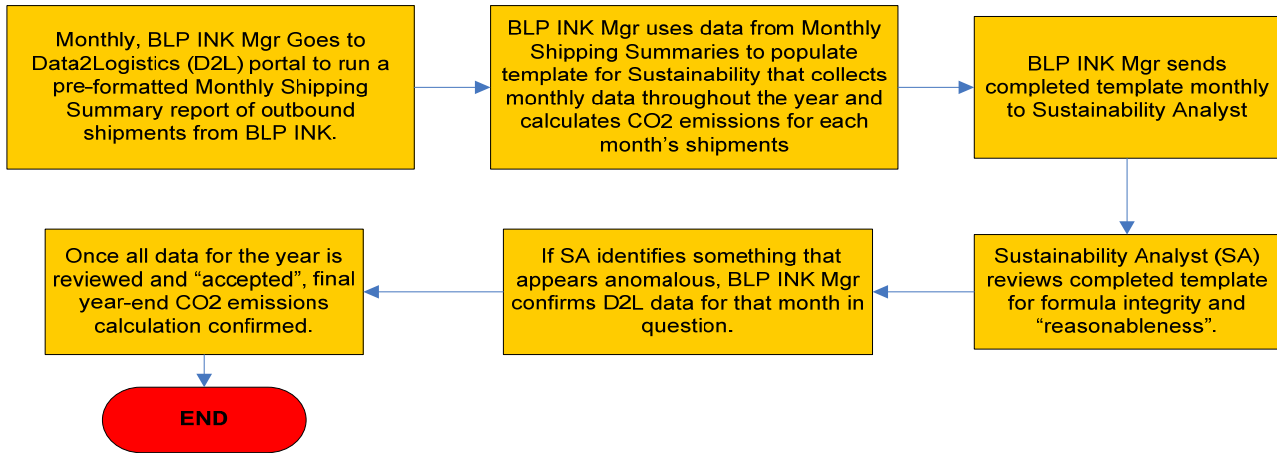 Monthly, BLP INK Mgr Goes to
Data2Logistics (D2L) portal to run a
pre-formatted Monthly Shipping
Summary report of outbound
shipments from BLP INK.
BLP INK Mgr uses data from Monthly
Shipping Summaries to populate
template for Sustainability that collects
monthly data throughout the year and
calculates CO2 emissions for each
month’s shipments
BLP INK Mgr sends
completed template monthly
to Sustainability Analyst
Sustainability Analyst (SA)
reviews completed template
for formula integrity and
“reasonableness”.
If SA identifies something that
appears anomalous, BLP INK Mgr
confirms D2L data for that month in
question.
Once all data for the year is
reviewed and “accepted”, final
year-end CO2 emissions
calculation confirmed.
END